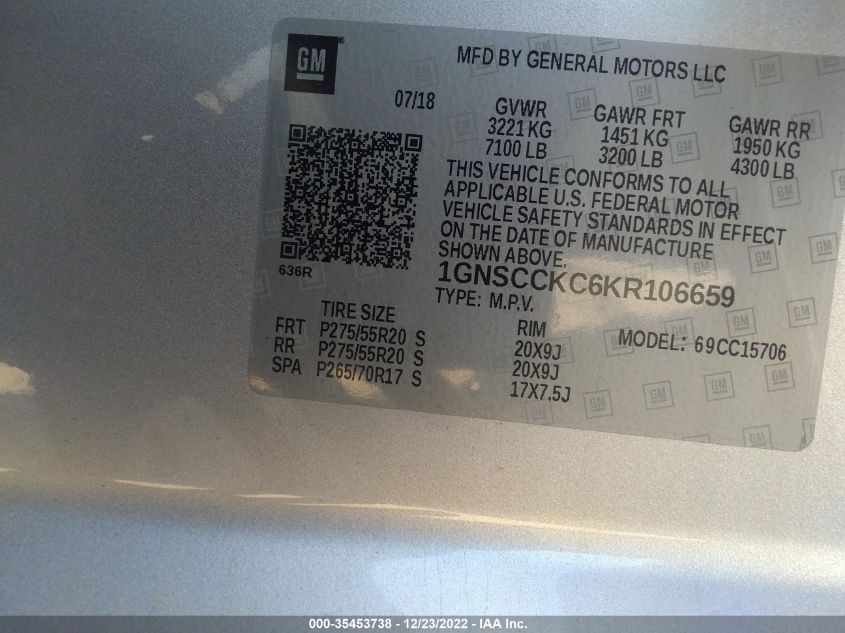 GM
MFD BY GENERAL MOTORS LLC
07/18
GVWR GAWR FRT GAWR RR
3221 KG 1451 KG 1950 KG
7100 LB 3200 LB 4300 LB
THIS VEHICLE CONFORMS TO ALL
APPLICABLE U.S. FEDERAL MOTOR
VEHICLE SAFETY STANDARDS IN EFFECT
ON THE DATE OF MANUFACTURE
SHOWN ABOVE.
636R
1GNSCCKC6KR106659
TYPE: M.P.V.
MODEL: 69CC15706
TIRE SIZE RIM
FRT P275/55R20 S 20X9J
RR P275/55R20 S 20X9J
SPA P265/70R17 S 17X7.5J
000-35453738 - 12/23/2022 - IAA Inc.